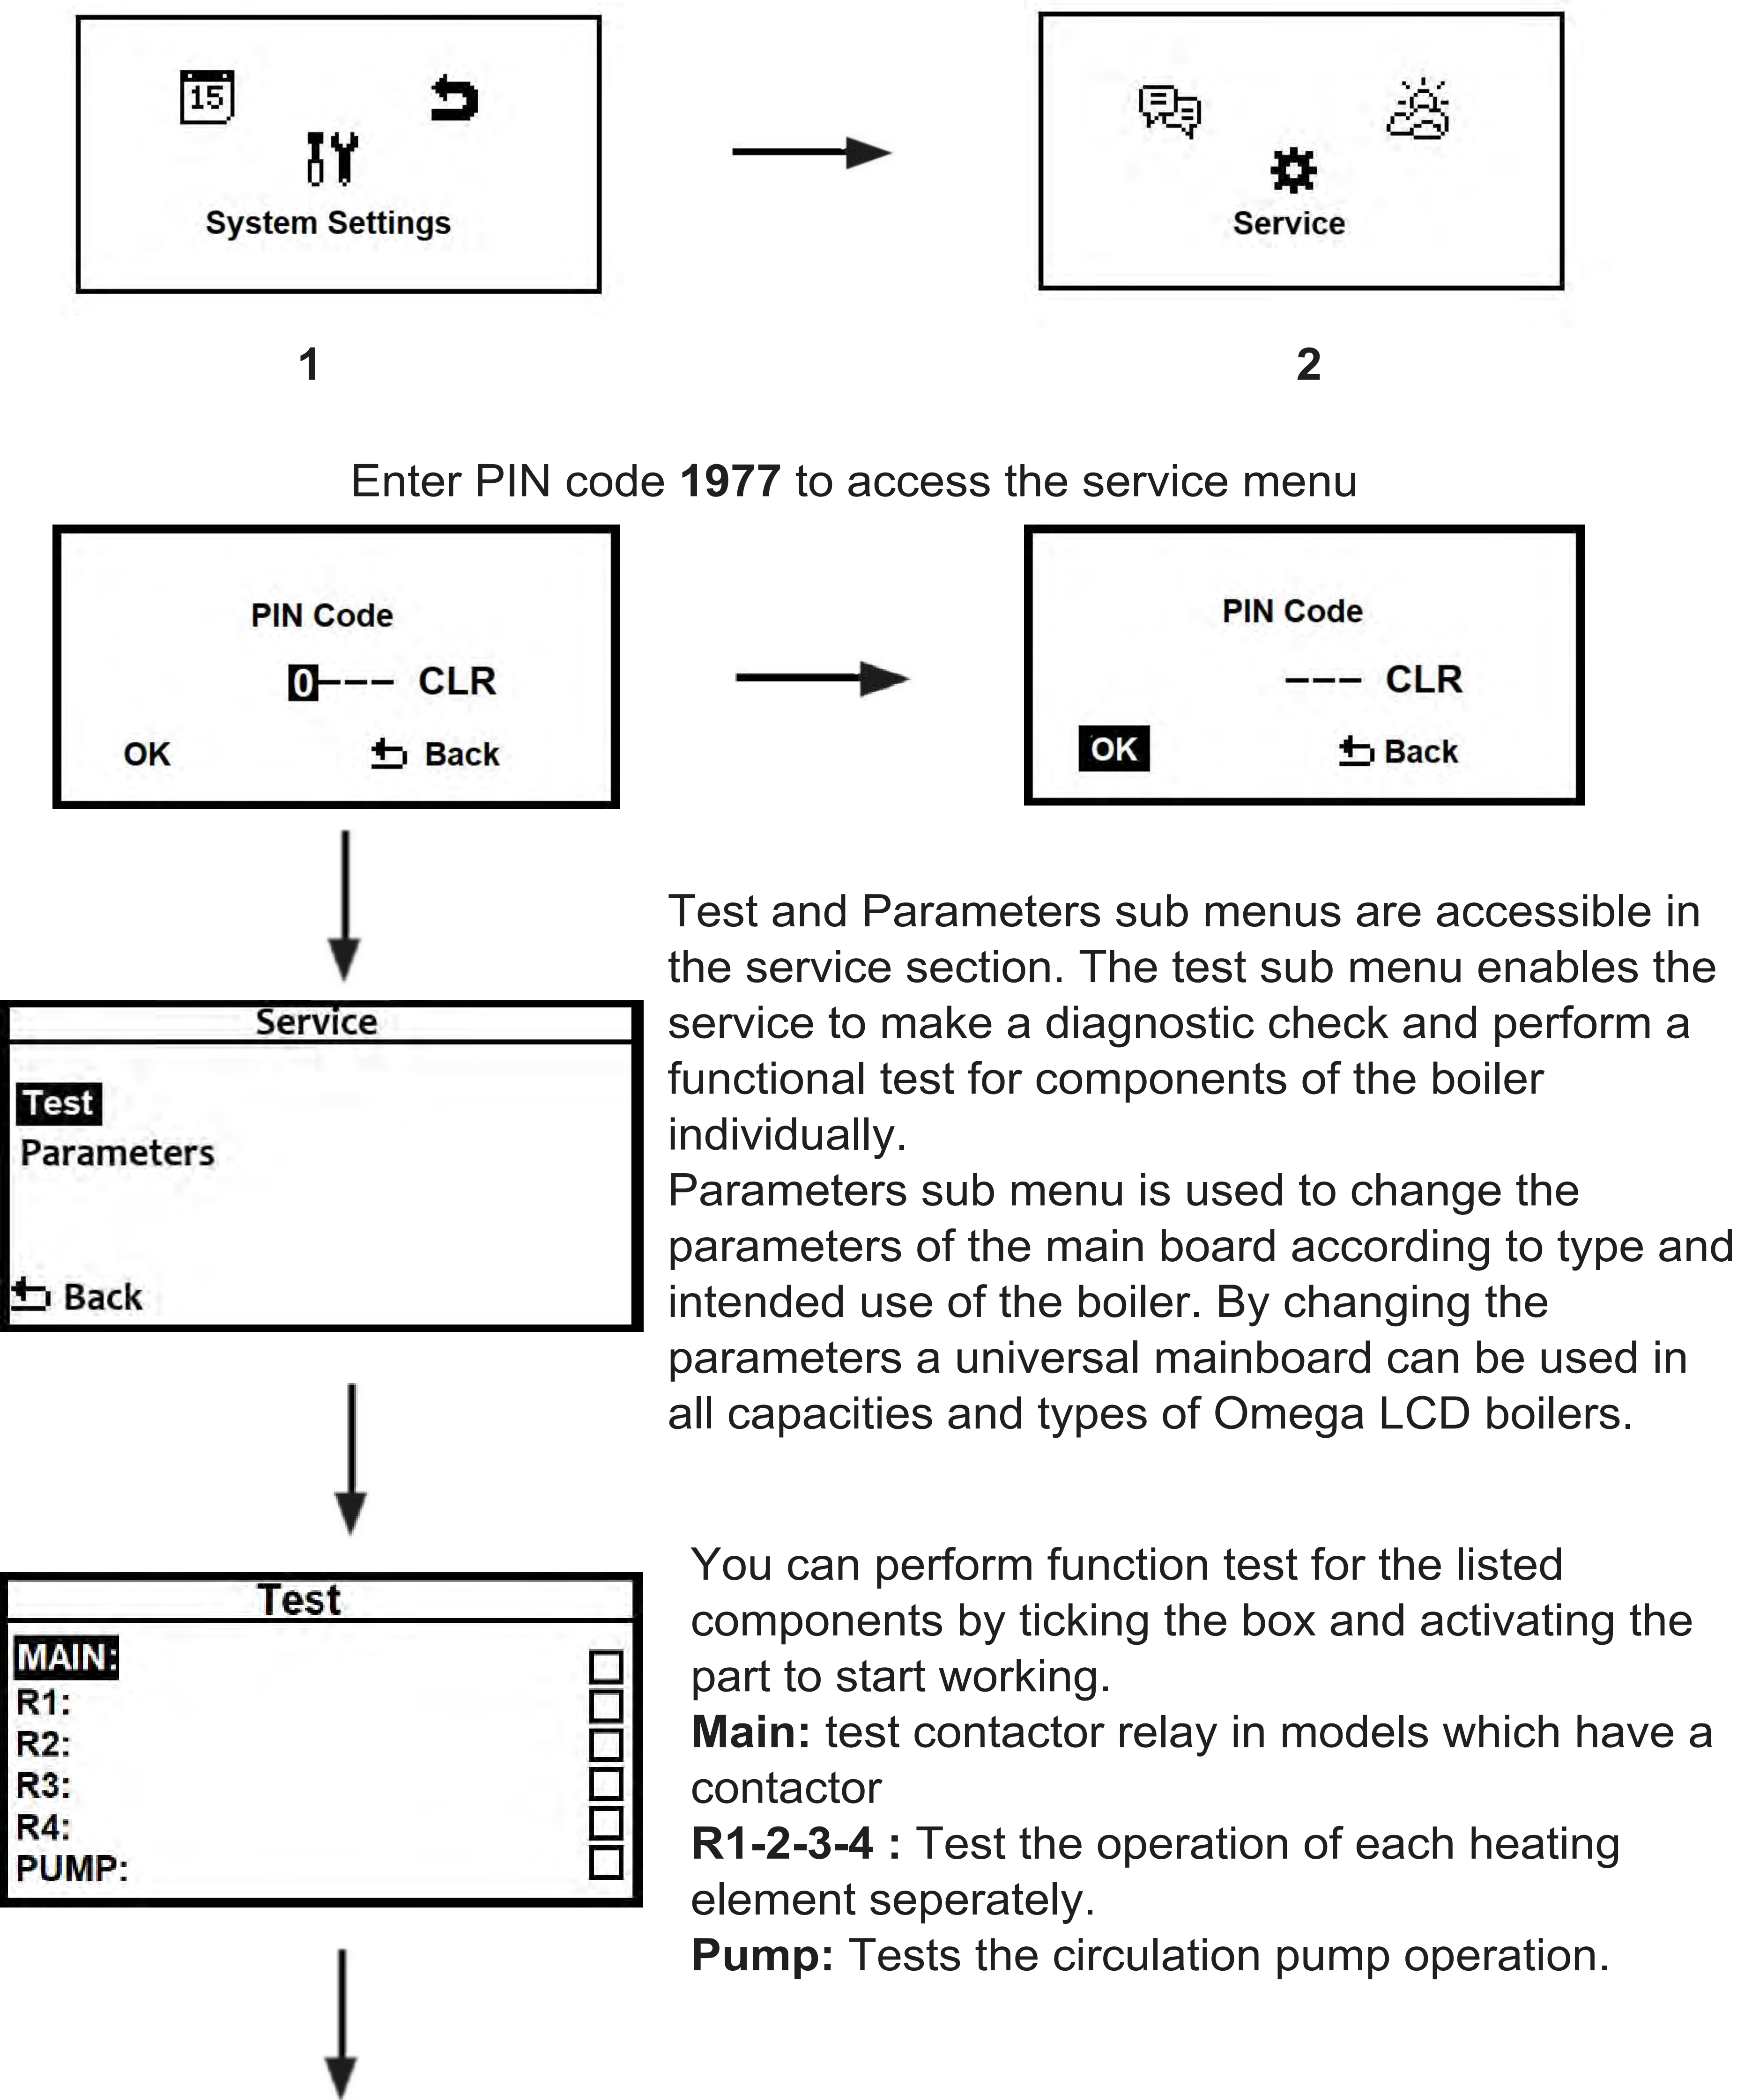 15
System Settings
Service
1
2
Enter PIN code 1977 to access the service menu
PIN Code
0--- CLR
OK Back
PIN Code
--- CLR
OK Back
Service
Test
Parameters
Back
Test and Parameters sub menus are accessible in
the service section. The test sub menu enables the
service to make a diagnostic check and perform a
functional test for components of the boiler
individually.
Parameters sub menu is used to change the
parameters of the main board according to type and
intended use of the boiler. By changing the
parameters a universal mainboard can be used in
all capacities and types of Omega LCD boilers.
Test
MAIN:
R1:
R2:
R3:
R4:
PUMP:
You can perform function test for the listed
components by ticking the box and activating the
part to start working.
Main: test contactor relay in models which have a
contactor
R1-2-3-4 : Test the operation of each heating
element seperately.
Pump: Tests the circulation pump operation.